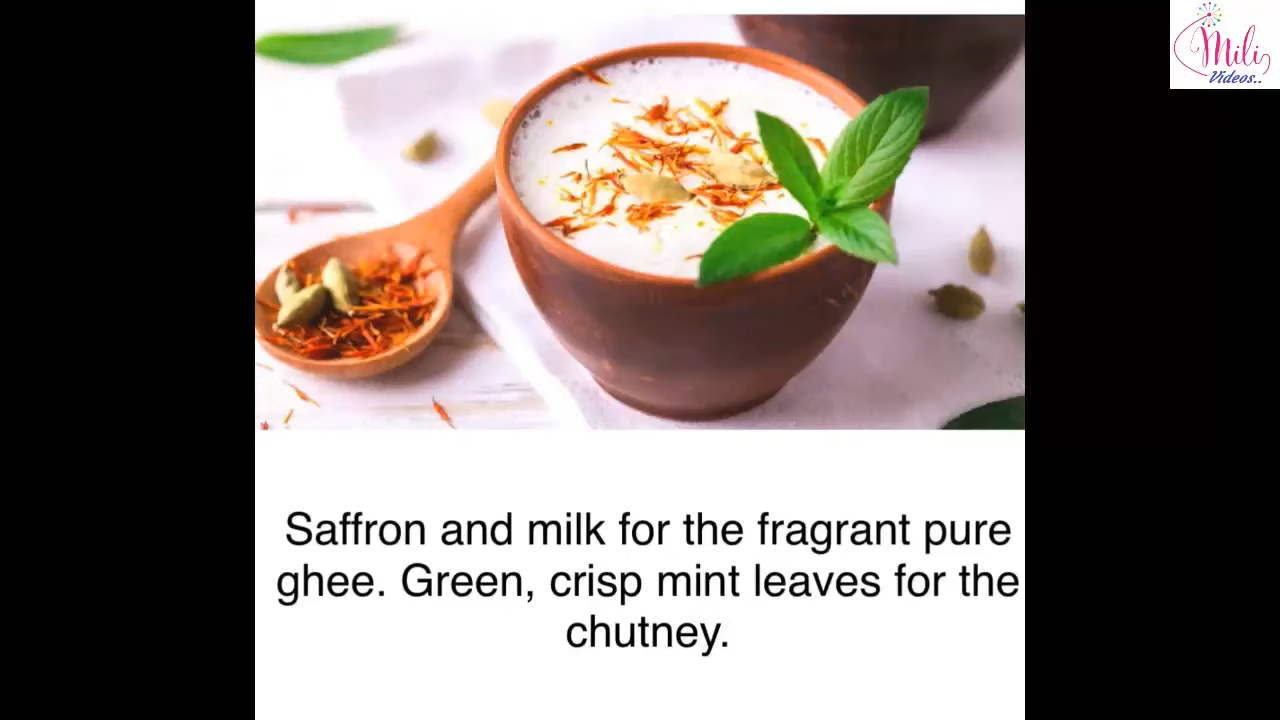 Mili
Videos..
Saffron and milk for the fragrant pure
ghee. Green, crisp mint leaves for the
chutney.